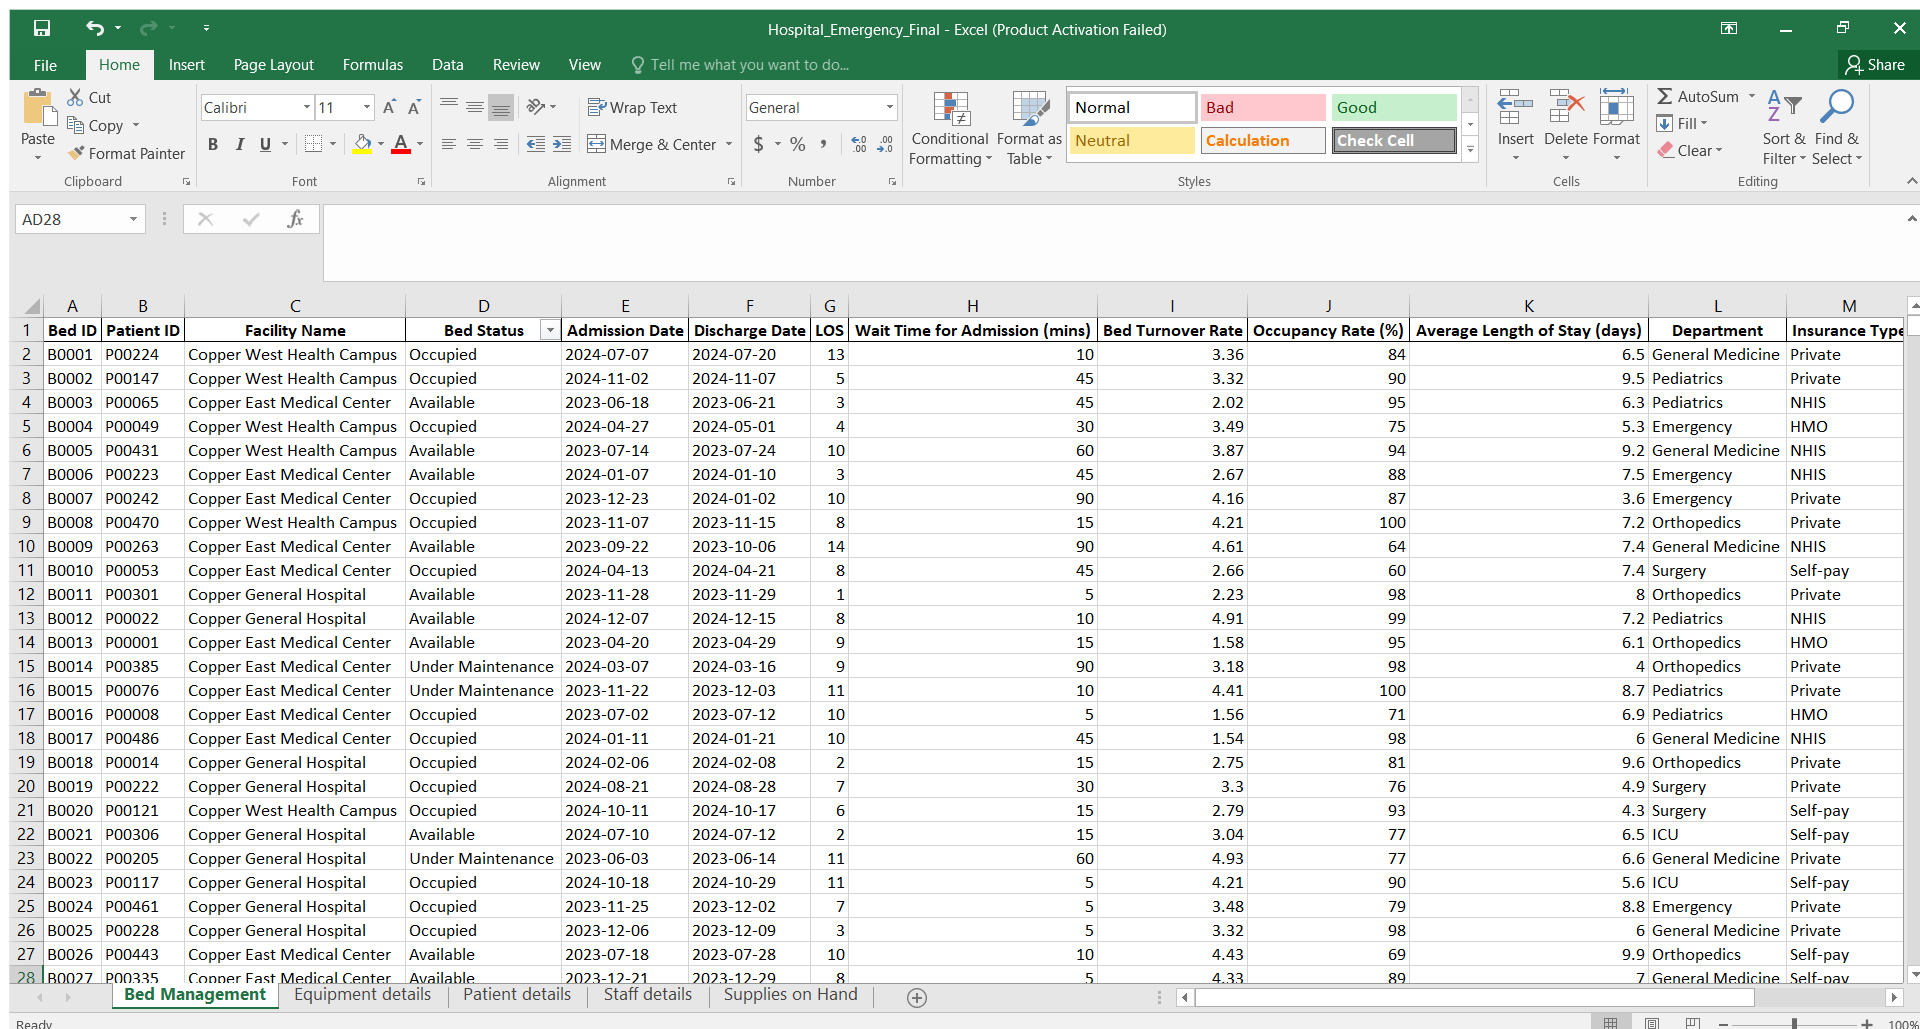 Hospital_Emergency_Final - Excel (Product Activation Failed)
File Home Insert Page Layout Formulas Data Review View Tell me what you want to do... Share
Cut
Copy
Format Painter
Paste
Clipboard
Calibri 11
B I U
Font
Wrap Text
Merge & Center
Alignment
General
$ % ,
Number
Conditional Formatting
Format as Table
Normal Bad Good
Neutral Calculation Check Cell
Styles
Insert Delete Format
Cells
AutoSum
Fill
Clear
Sort & Filter
Find & Select
Editing
AD28 fx
A B C D E F G H I J K L M
1 Bed ID Patient ID Facility Name Bed Status Admission Date Discharge Date LOS Wait Time for Admission (mins) Bed Turnover Rate Occupancy Rate (%) Average Length of Stay (days) Department Insurance Type
2 B0001 P00224 Copper West Health Campus Occupied 2024-07-07 2024-07-20 13 10 3.36 84 6.5 General Medicine Private
3 B0002 P00147 Copper West Health Campus Occupied 2024-11-02 2024-11-07 5 45 3.32 90 9.5 Pediatrics Private
4 B0003 P00065 Copper East Medical Center Available 2023-06-18 2023-06-21 3 45 2.02 95 6.3 Pediatrics NHIS
5 B0004 P00049 Copper West Health Campus Occupied 2024-04-27 2024-05-01 4 30 3.49 75 5.3 Emergency HMO
6 B0005 P00431 Copper West Health Campus Available 2023-07-14 2023-07-24 10 60 3.87 94 9.2 General Medicine NHIS
7 B0006 P00223 Copper East Medical Center Available 2024-01-07 2024-01-10 3 45 2.67 88 7.5 Emergency NHIS
8 B0007 P00242 Copper East Medical Center Occupied 2023-12-23 2024-01-02 10 90 4.16 87 3.6 Emergency Private
9 B0008 P00470 Copper West Health Campus Occupied 2023-11-07 2023-11-15 8 15 4.21 100 7.2 Orthopedics Private
10 B0009 P00263 Copper East Medical Center Available 2023-09-22 2023-10-06 14 90 4.61 64 7.4 General Medicine NHIS
11 B0010 P00053 Copper East Medical Center Occupied 2024-04-13 2024-04-21 8 45 2.66 60 7.4 Surgery Self-pay
12 B0011 P00301 Copper General Hospital Available 2023-11-28 2023-11-29 1 5 2.23 98 8 Orthopedics Private
13 B0012 P00022 Copper General Hospital Available 2024-12-07 2024-12-15 8 10 4.91 99 7.2 Pediatrics NHIS
14 B0013 P00001 Copper East Medical Center Available 2023-04-20 2023-04-29 9 15 1.58 95 6.1 Orthopedics HMO
15 B0014 P00385 Copper East Medical Center Under Maintenance 2024-03-07 2024-03-16 9 90 3.18 98 4 Orthopedics Private
16 B0015 P00076 Copper East Medical Center Under Maintenance 2023-11-22 2023-12-03 11 10 4.41 100 8.7 Pediatrics Private
17 B0016 P00008 Copper East Medical Center Occupied 2023-07-02 2023-07-12 10 5 1.56 71 6.9 Pediatrics HMO
18 B0017 P00486 Copper East Medical Center Occupied 2024-01-11 2024-01-21 10 45 1.54 98 6 General Medicine NHIS
19 B0018 P00014 Copper General Hospital Occupied 2024-02-06 2024-02-08 2 15 2.75 81 9.6 Orthopedics Private
20 B0019 P00222 Copper General Hospital Occupied 2024-08-21 2024-08-28 7 30 3.3 76 4.9 Surgery Private
21 B0020 P00121 Copper West Health Campus Occupied 2024-10-11 2024-10-17 6 15 2.79 93 4.3 Surgery Self-pay
22 B0021 P00306 Copper General Hospital Available 2024-07-10 2024-07-12 2 15 3.04 77 6.5 ICU Self-pay
23 B0022 P00205 Copper General Hospital Under Maintenance 2023-06-03 2023-06-14 11 60 4.93 77 6.6 General Medicine Private
24 B0023 P00117 Copper General Hospital Occupied 2024-10-18 2024-10-29 11 5 4.21 90 5.6 ICU Self-pay
25 B0024 P00461 Copper General Hospital Occupied 2023-11-25 2023-12-02 7 5 3.48 79 8.8 Emergency Private
26 B0025 P00228 Copper General Hospital Occupied 2023-12-06 2023-12-09 3 5 3.32 98 6 General Medicine Private
27 B0026 P00443 Copper East Medical Center Available 2023-07-18 2023-07-28 10 10 4.43 69 9.9 Orthopedics Self-pay
28 B0027 P00335 Copper East Medical Center Available 2023-12-21 2023-12-29 8 5 4.33 89 7 General Medicine Self-pay
Bed Management Equipment details Patient details Staff details Supplies on Hand
Ready 100%